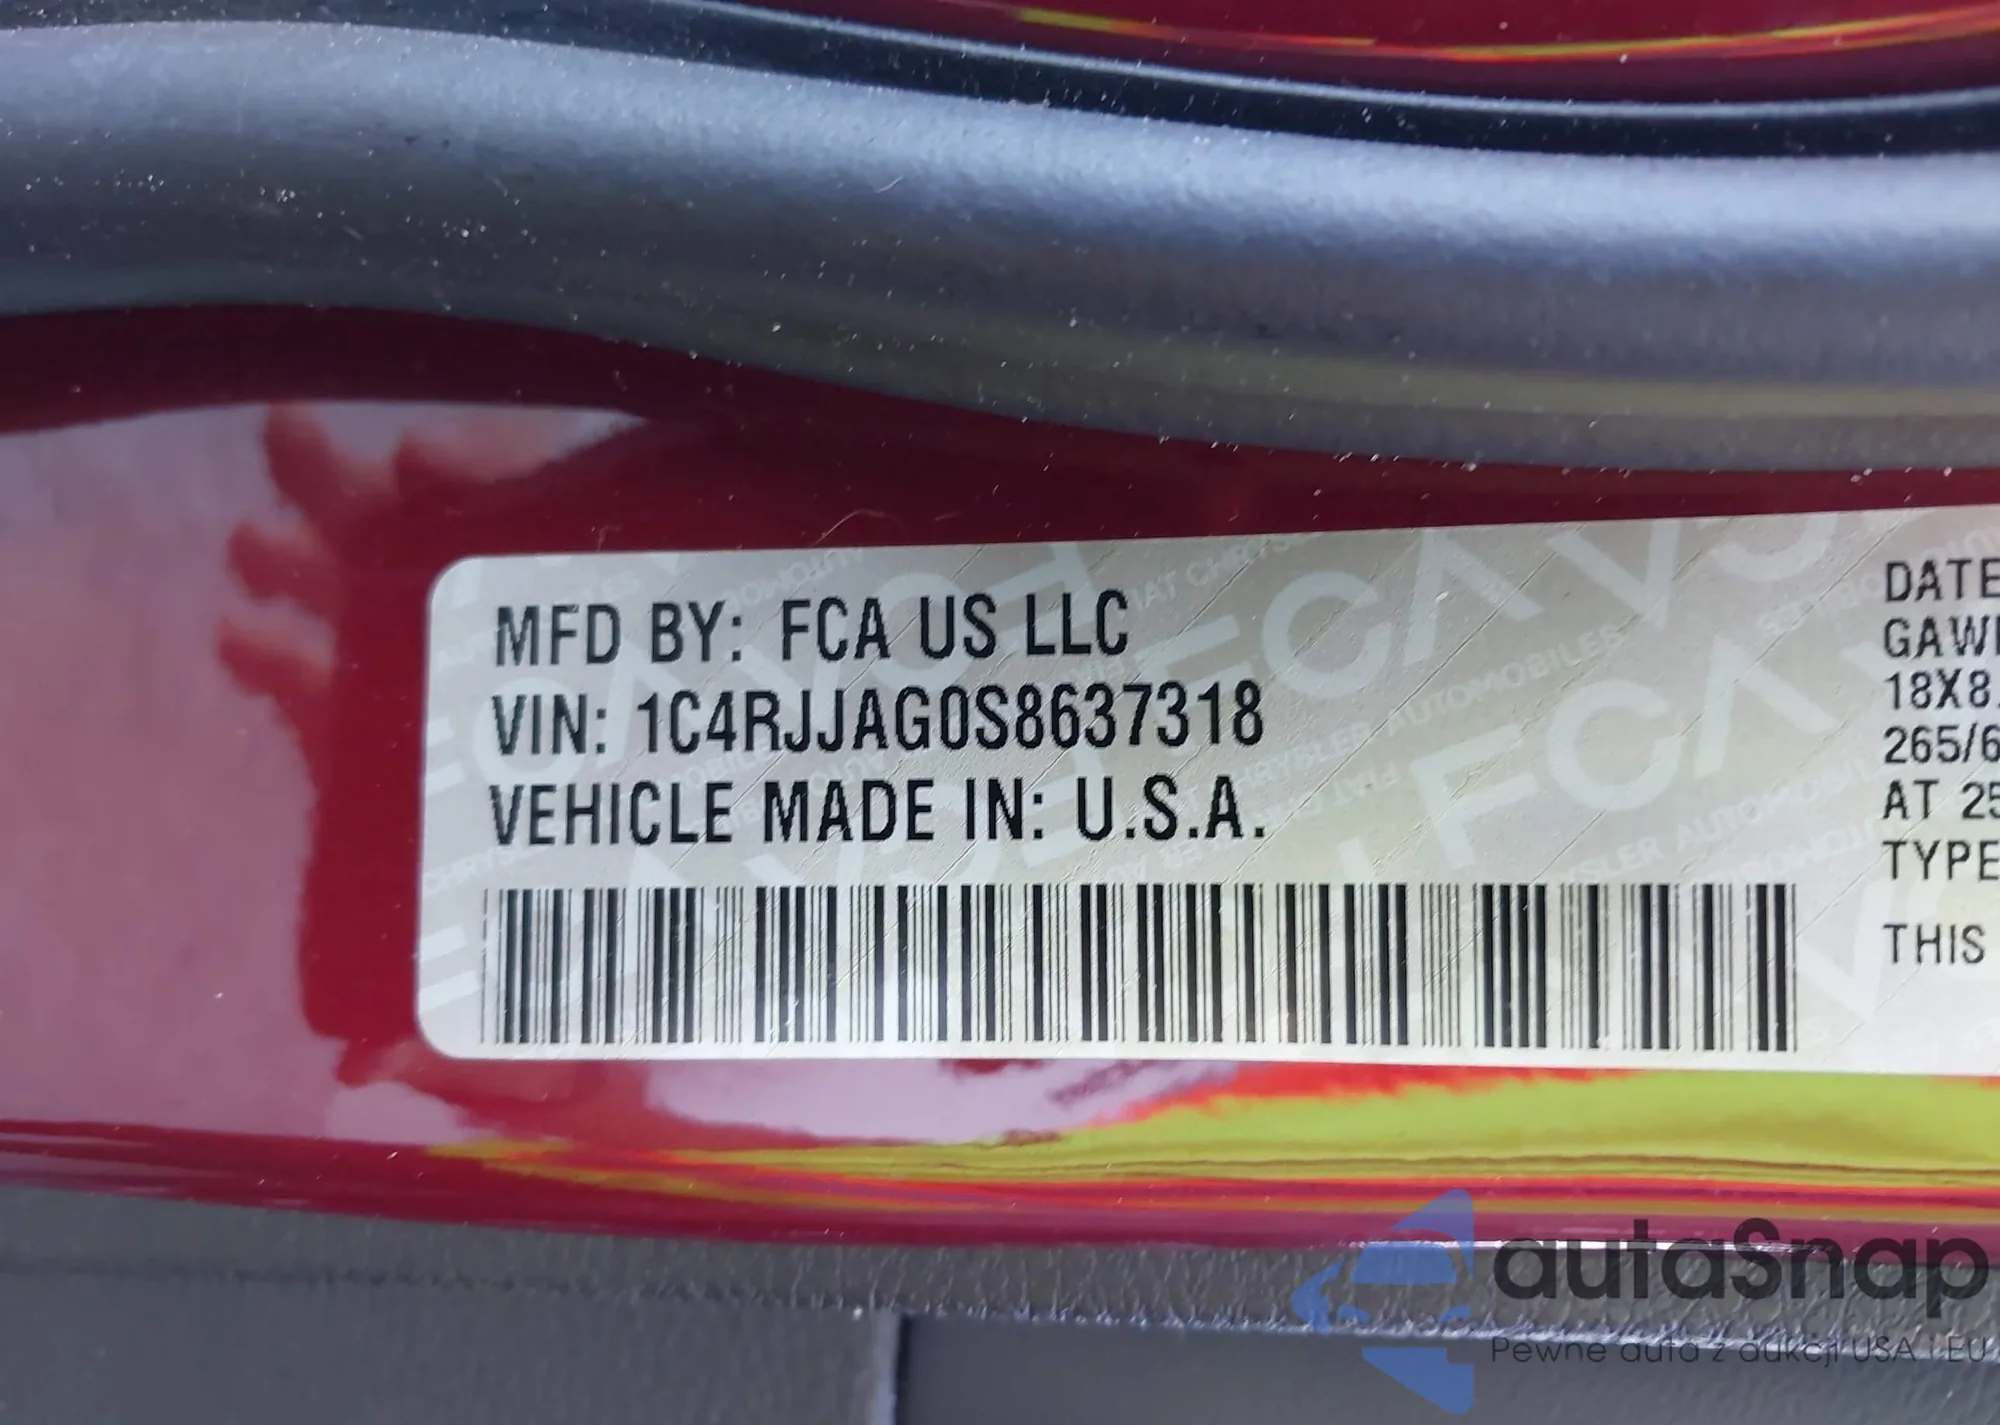 MFD BY: FCA US LLC
VIN: 1C4RJJAG0S8637318
VEHICLE MADE IN: U.S.A.
DATE
GAW
18X8.
265/6
AT 25
TYPE
THIS
autaSnap
Pewne auta z aukcji USA i EU